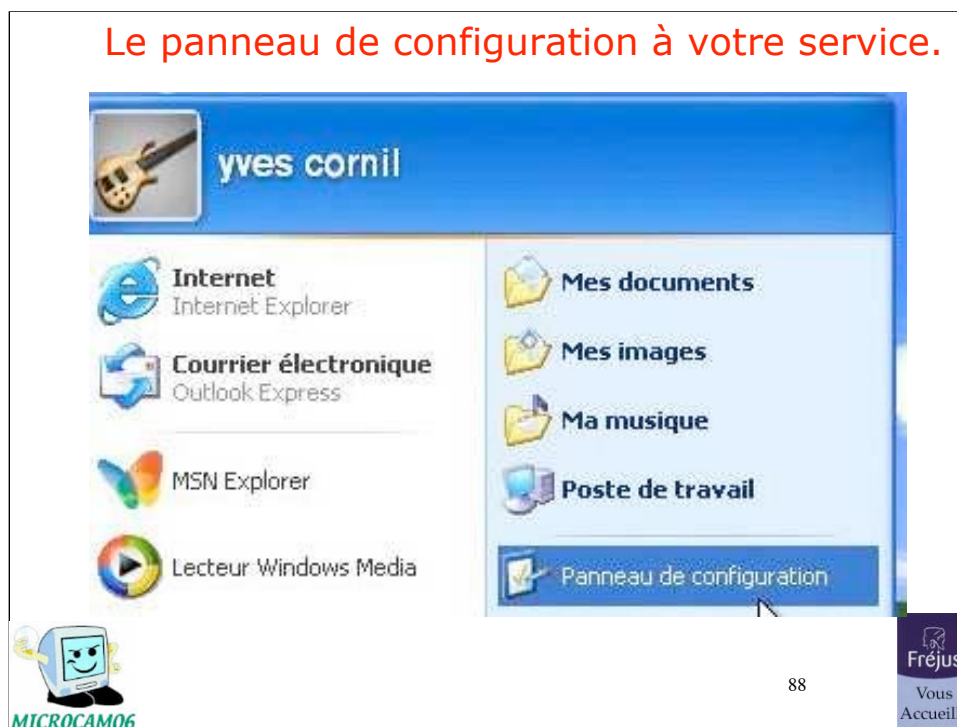 Le panneau de configuration à votre service.
yves cornil
Internet
Internet Explorer
Courrier électronique
Outlook Express
MSN Explorer
Lecteur Windows Media
Mes documents
Mes images
Ma musique
Poste de travail
Panneau de configuration
MICROCAM06
88
Fréjus
Vous